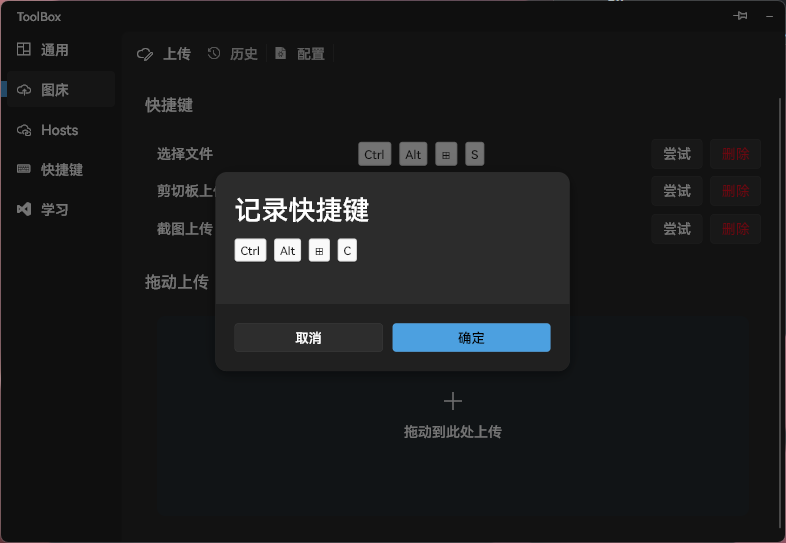 ToolBox
通用
图床
Hosts
快捷键
学习
上传 历史 配置
快捷键
选择文件 Ctrl Alt S 尝试 删除
剪切板上 尝试 删除
截图上传 尝试 删除
拖动上传
拖动到此处上传
记录快捷键
Ctrl Alt C
取消 确定